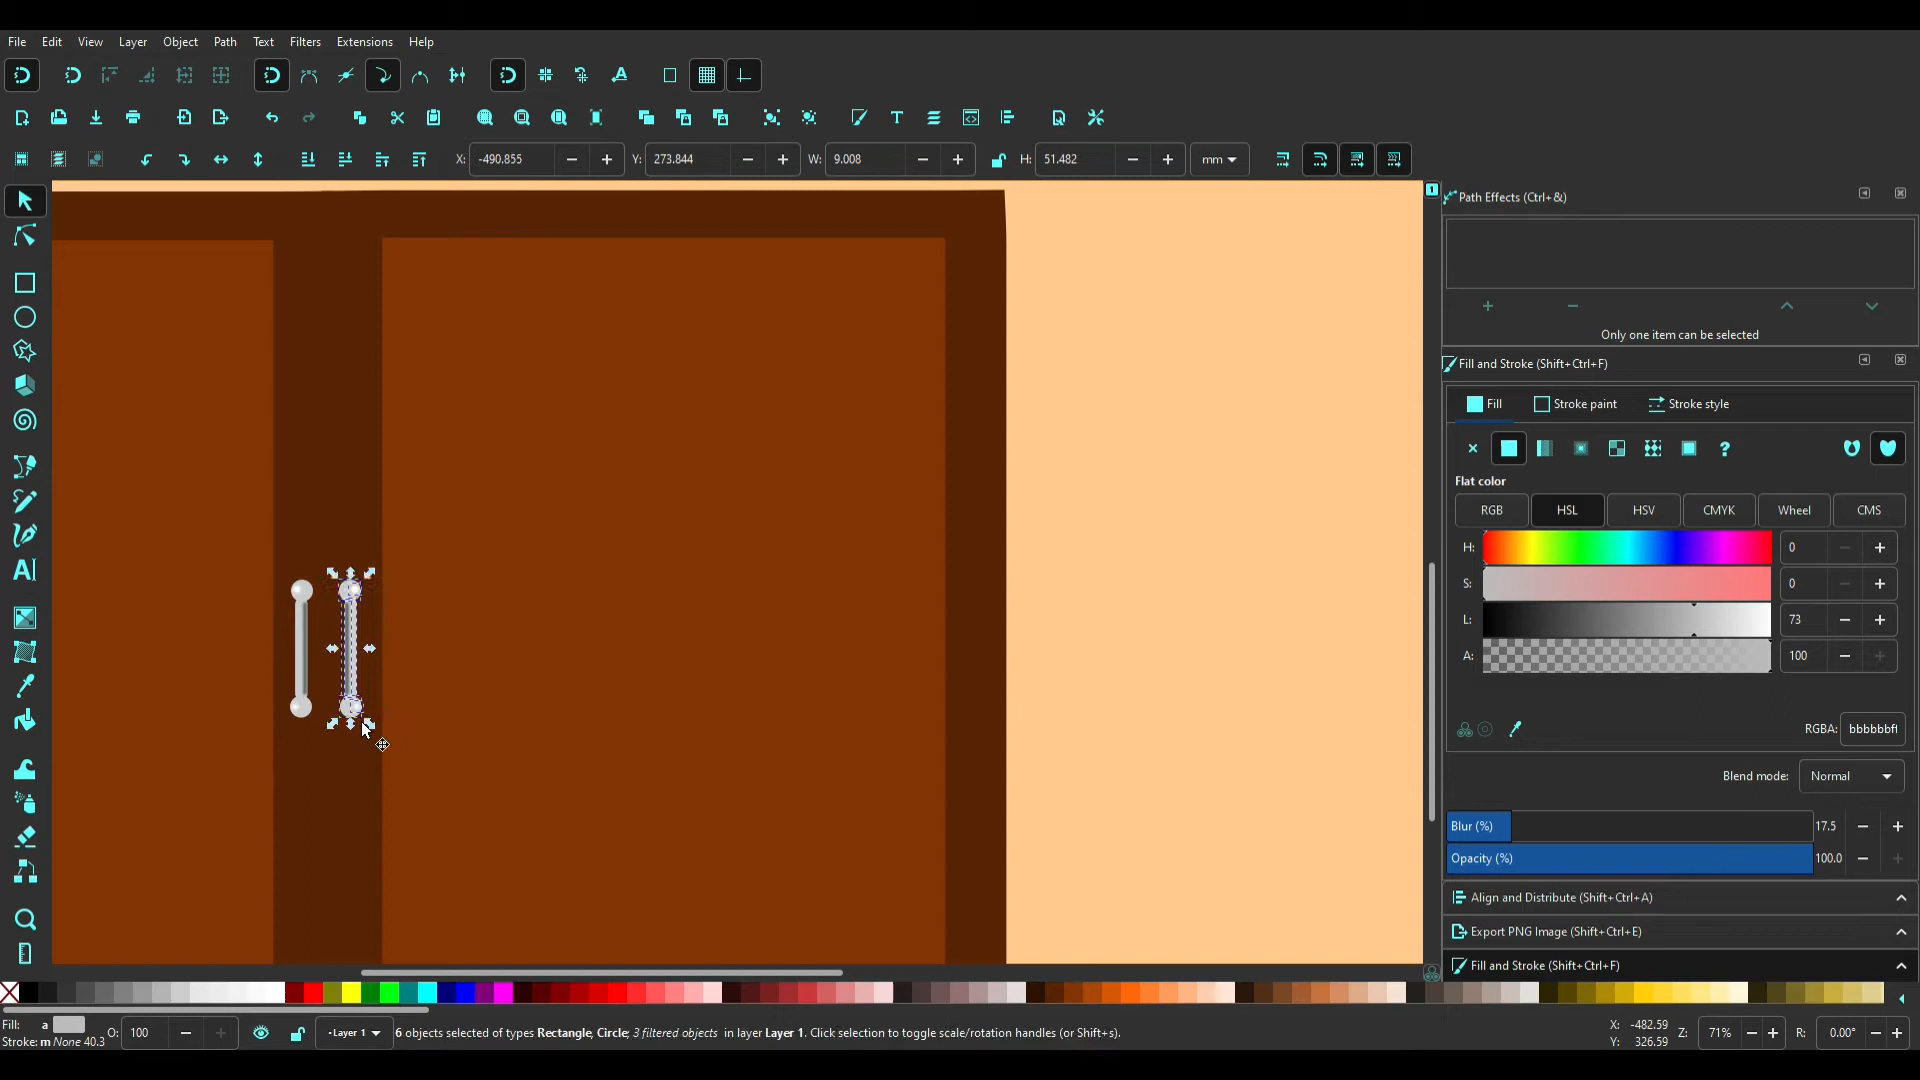 File Edit View Layer Object Path Text Filters Extensions Help
X: -490.855 Y: 273.844 W: 9.008 H: 51.482 mm
Path Effects (Ctrl+&)
Only one item can be selected
Fill and Stroke (Shift+Ctrl+F)
Fill Stroke paint Stroke style
Flat color
RGB HSL HSV CMYK Wheel CMS
H: 0
S: 0
L: 73
A: 100
RGBA: bbbbbbff
Blend mode: Normal
Blur (%) 17.5
Opacity (%) 100.0
Align and Distribute (Shift+Ctrl+A)
Export PNG Image (Shift+Ctrl+E)
Fill and Stroke (Shift+Ctrl+F)
Fill: a O: 100 -Layer 1 6 objects selected of types Rectangle, Circle; 3 filtered objects in layer Layer 1. Click selection to toggle scale/rotation handles (or Shift+s). X: -482.59 Z: 71% R: 0.00°
Stroke: m None 40.3 Y: 326.59